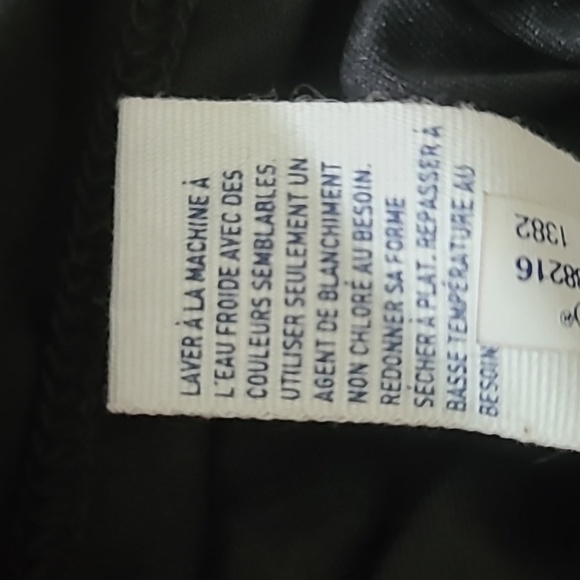 LAVER À LA MACHINE À
L'EAU FROIDE AVEC DES
COULEURS SEMBLABLES.
UTILISER SEULEMENT UN
AGENT DE BLANCHIMENT
NON CHLORÉ AU BESOIN.
REDONNER SA FORME
SÉCHER À PLAT. REPASSER À
BASSE TEMPÉRATURE AU
BESOIN
®
38216
1382